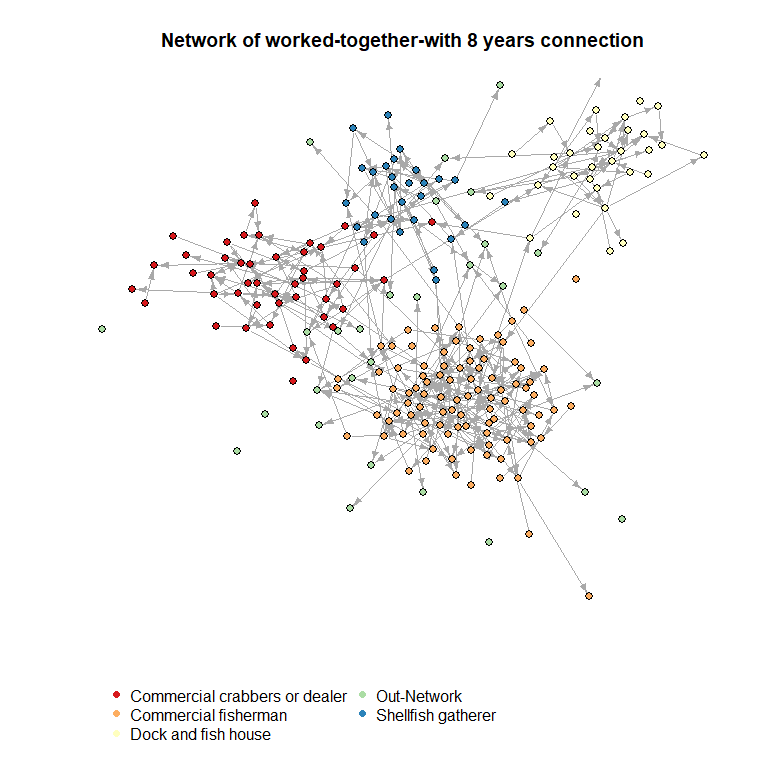 Network of worked-together-with 8 years connection
Commercial crabbers or dealer
Commercial fisherman
Dock and fish house
Out-Network
Shellfish gatherer